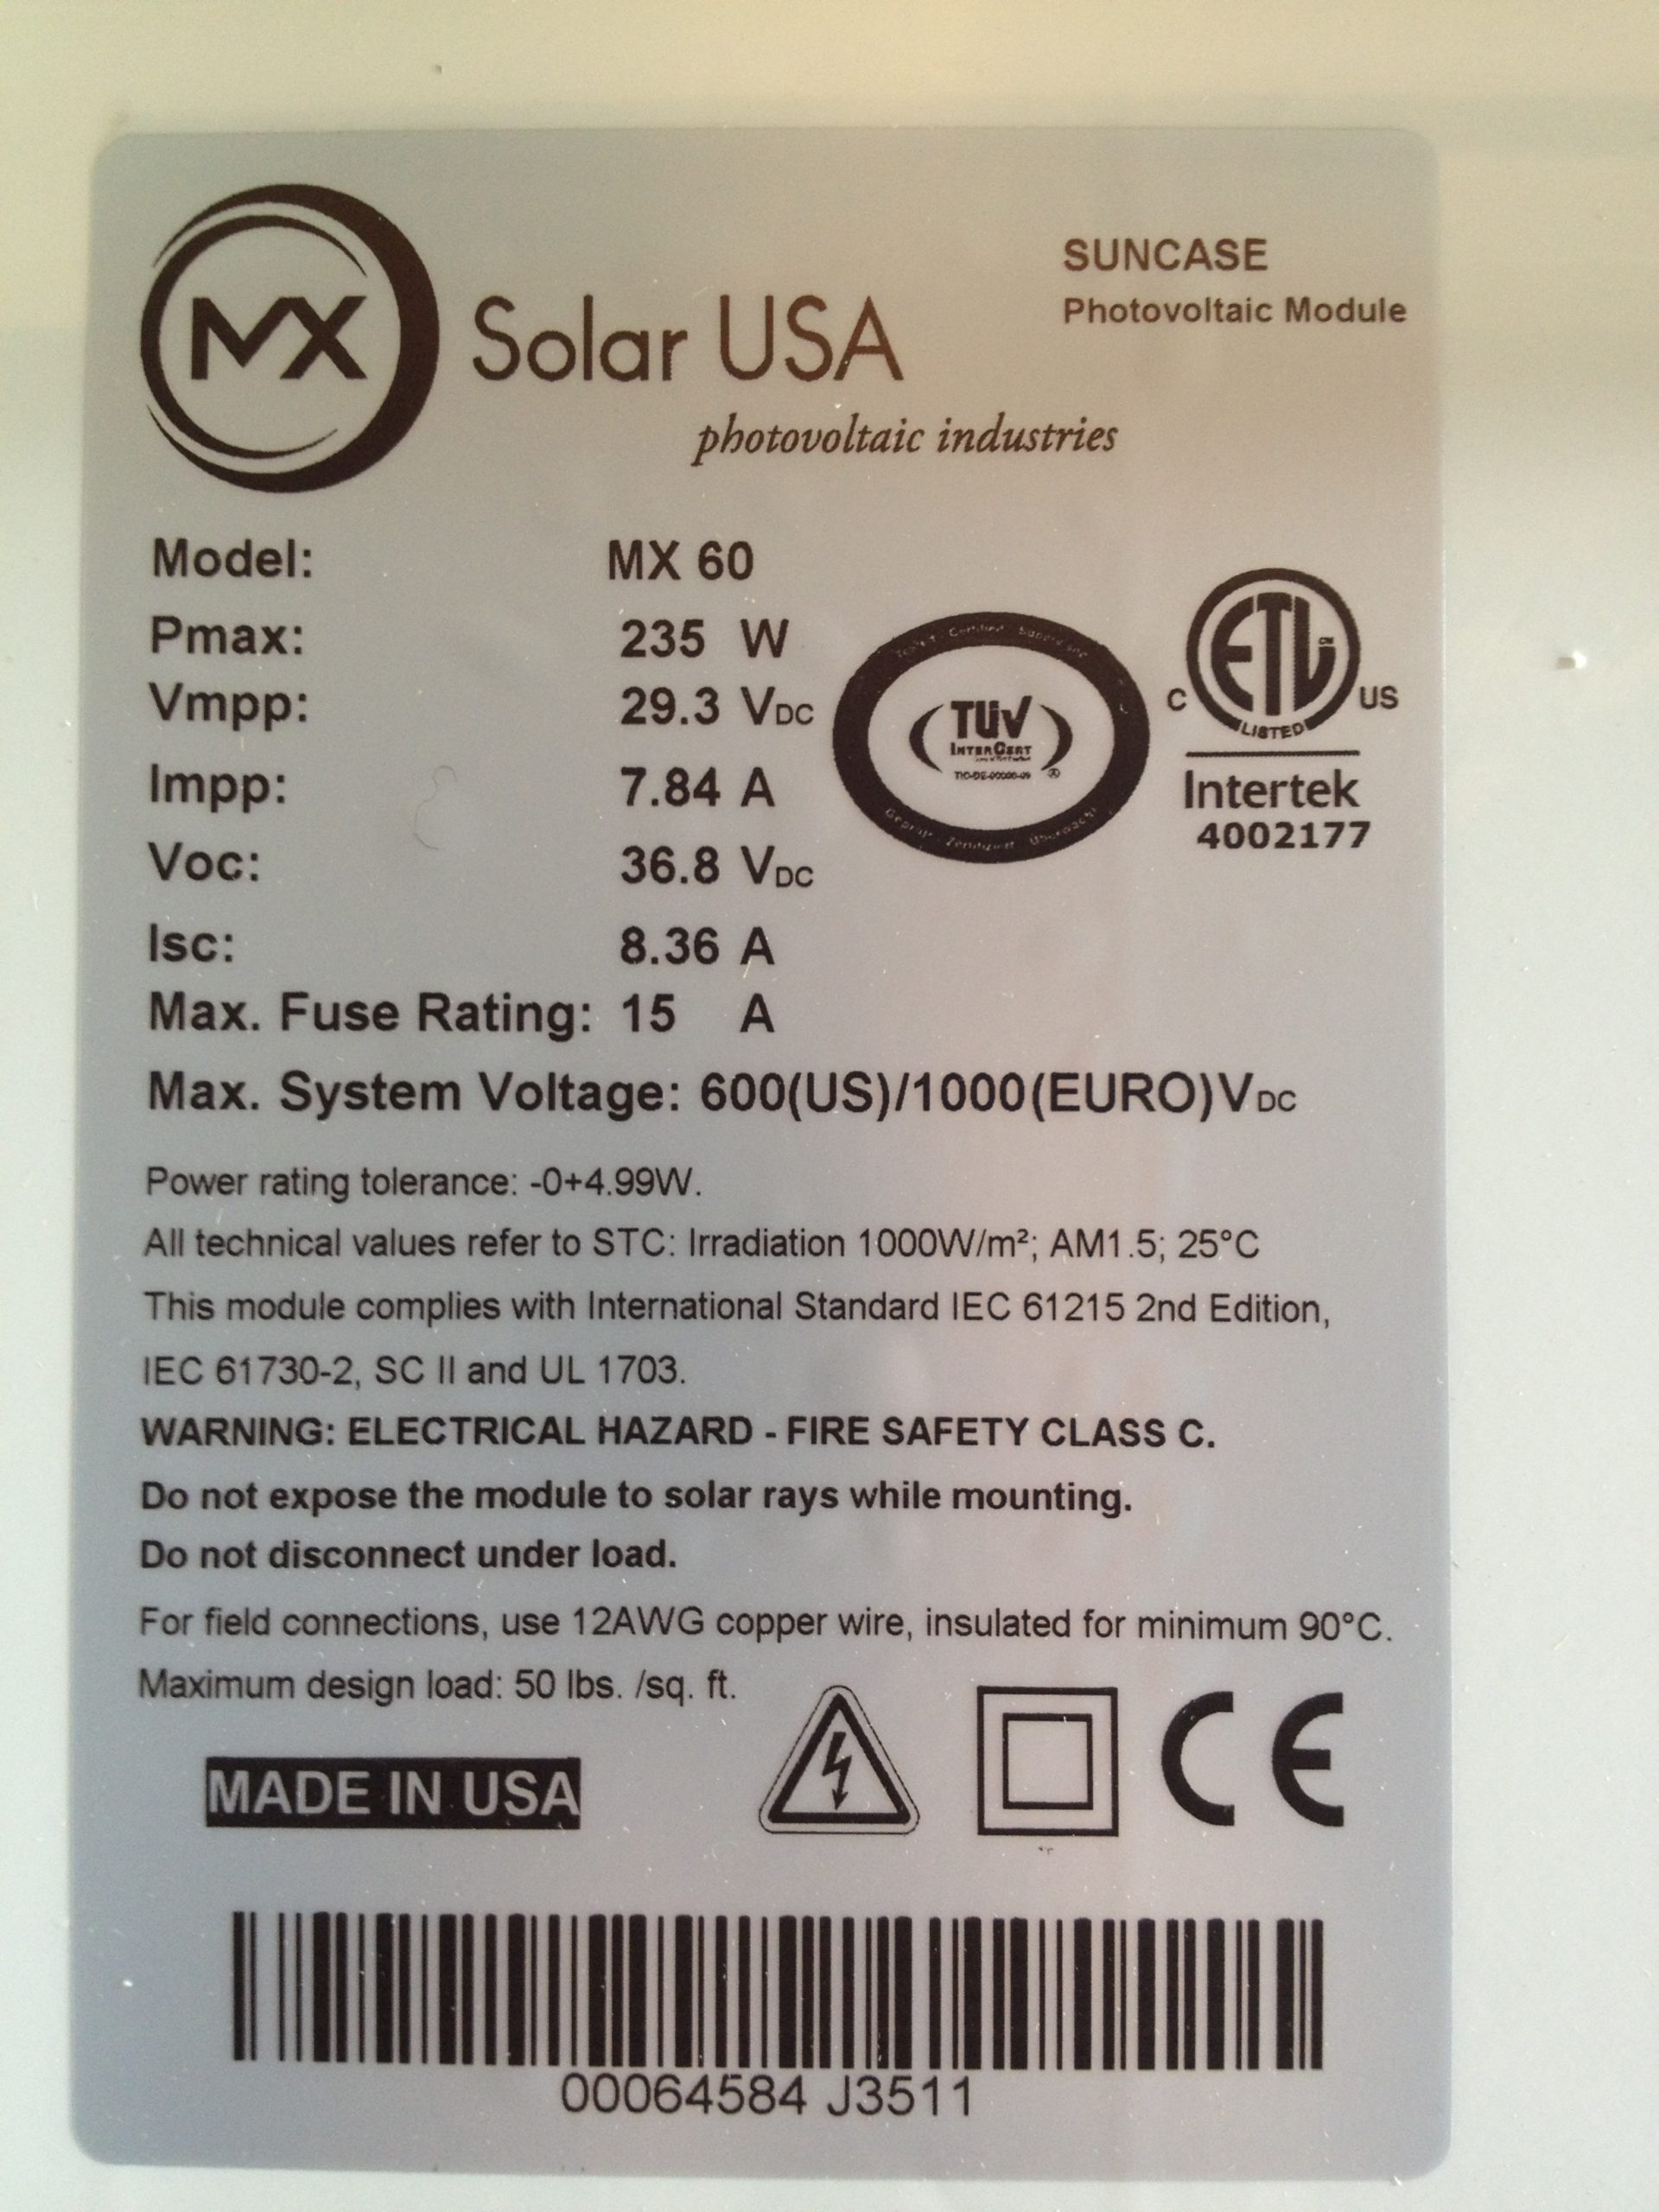 MX Solar USA
photovoltaic industries
SUNCASE
Photovoltaic Module
Model: MX 60
Pmax: 235 W
Vmpp: 29.3 VDC
Impp: 7.84 A
Voc: 36.8 VDC
Isc: 8.36 A
Max. Fuse Rating: 15 A
Max. System Voltage: 600(US)/1000(EURO)VDC
TÜV
INTERCERT
ETL
CM
C US
LISTED
Intertek
4002177
Power rating tolerance: -0+4.99W.
All technical values refer to STC: Irradiation 1000W/m²; AM1.5; 25°C
This module complies with International Standard IEC 61215 2nd Edition,
IEC 61730-2, SC II and UL 1703.
WARNING: ELECTRICAL HAZARD - FIRE SAFETY CLASS C.
Do not expose the module to solar rays while mounting.
Do not disconnect under load.
For field connections, use 12AWG copper wire, insulated for minimum 90°C.
Maximum design load: 50 lbs. /sq. ft.
MADE IN USA
CE
00064584 J3511